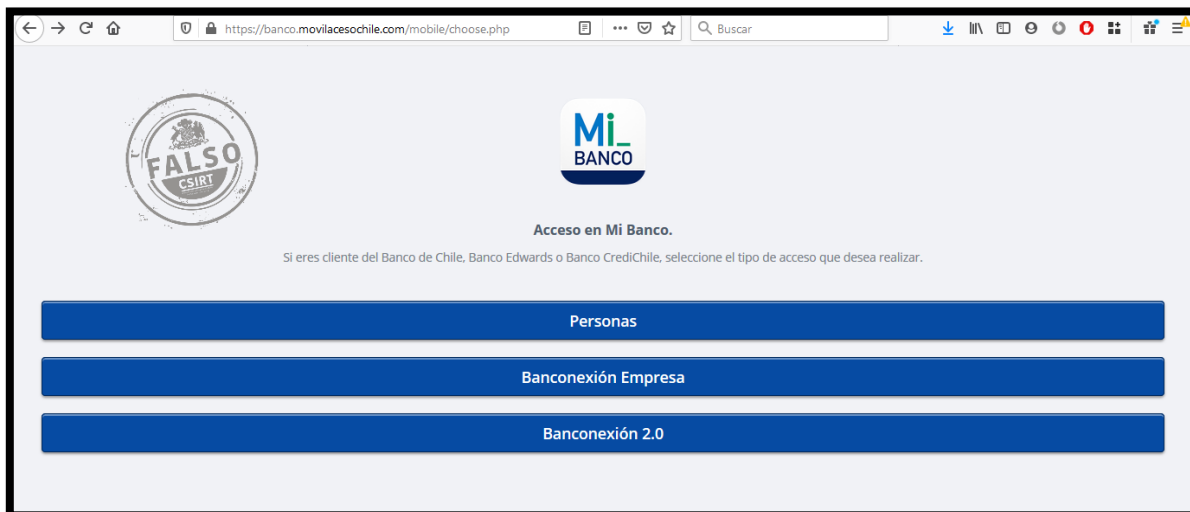 https://banco.movilacesochile.com/mobile/choose.php
Buscar
FALSO
CSIRT
Mi_
BANCO
Acceso en Mi Banco.
Si eres cliente del Banco de Chile, Banco Edwards o Banco CrediChile, seleccione el tipo de acceso que desea realizar.
Personas
Banconexión Empresa
Banconexión 2.0